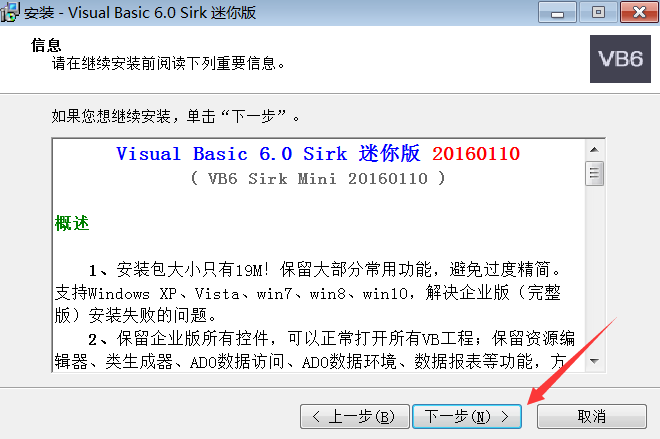 安装 - Visual Basic 6.0 Sirk 迷你版
信息
请在继续安装前阅读下列重要信息。
VB6
如果您想继续安装，单击“下一步”。
Visual Basic 6.0 Sirk 迷你版 20160110
( VB6 Sirk Mini 20160110 )
概述
1、安装包大小只有19M! 保留大部分常用功能，避免过度精简。
支持Windows XP、Vista、win7、win8、win10，解决企业版（完整
版）安装失败的问题。
2、保留企业版所有控件，可以正常打开所有VB工程；保留资源编
辑器、类生成器、ADO数据访问、ADO数据环境、数据报表等功能，方
< 上一步(B)
下一步(N) >
取消